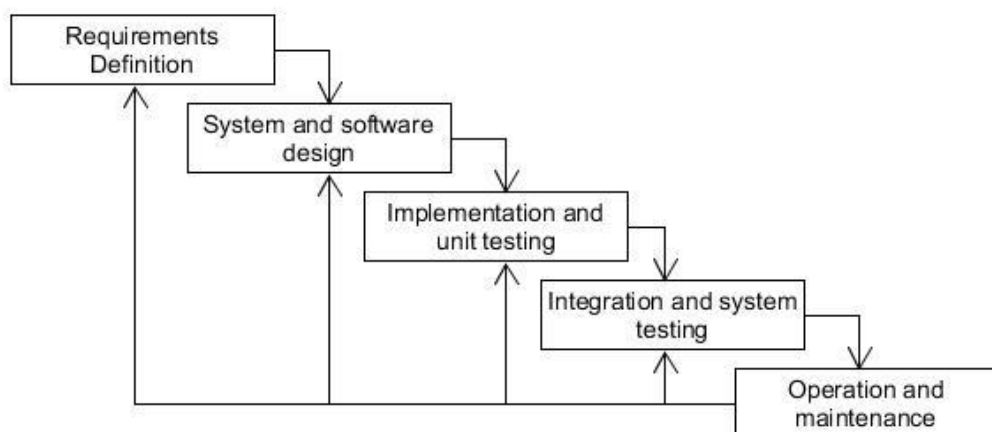 Requirements
Definition
System and software
design
Implementation and
unit testing
Integration and system
testing
Operation and
maintenance